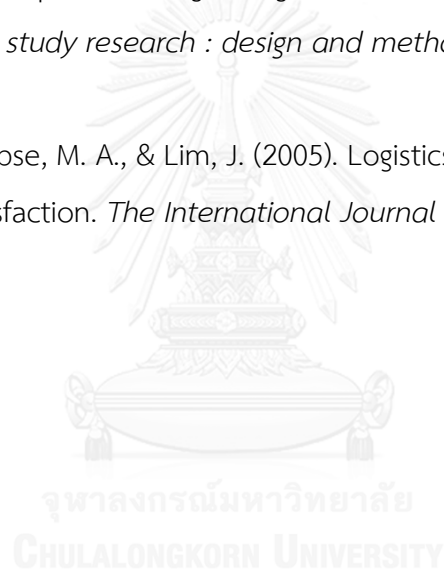 study research : design and metho
ose, M. A., & Lim, J. (2005). Logistics
sfaction. The International Journal
จุฬาลงกรณ์มหาวิทยาลัย
CHULALONGKORN UNIVERSITY